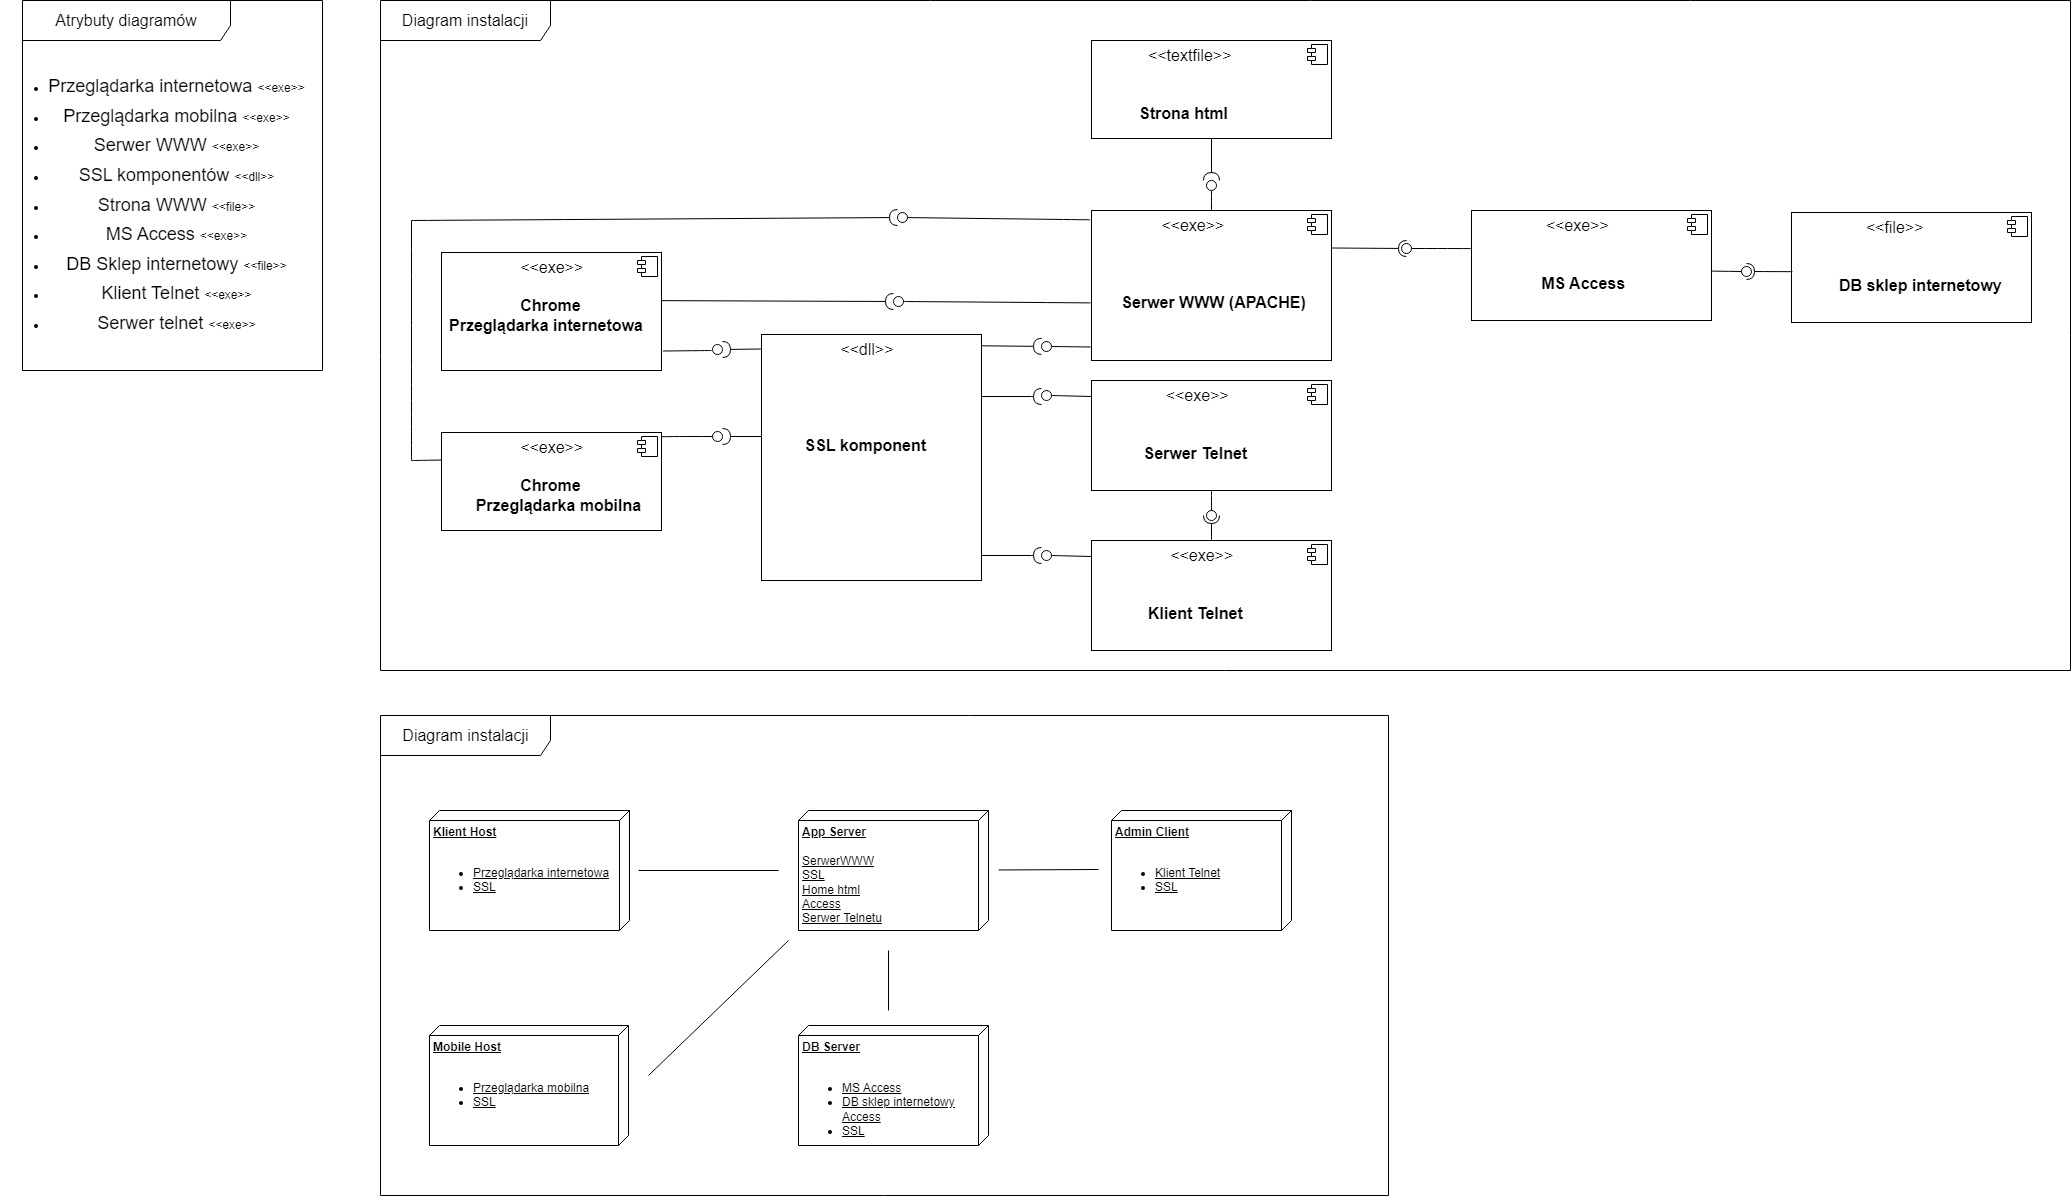 Atrybuty diagramów
Przeglądarka internetowa <<exe>>
Przeglądarka mobilna <<exe>>
Serwer WWW <<exe>>
SSL komponentów <<dll>>
Strona WWW <<file>>
MS Access <<exe>>
DB Sklep internetowy <<file>>
Klient Telnet <<exe>>
Serwer telnet <<exe>>
Diagram instalacji
<<textfile>>
Strona html
<<exe>>
Serwer WWW (APACHE)
<<exe>>
MS Access
<<file>>
DB sklep internetowy
<<exe>>
Chrome
Przeglądarka internetowa
<<dll>>
SSL komponent
<<exe>>
Serwer Telnet
<<exe>>
Chrome
Przeglądarka mobilna
<<exe>>
Klient Telnet
Diagram instalacji
Klient Host
Przeglądarka internetowa
SSL
App Server
SerwerWWW
SSL
Home html
Access
Serwer Telnetu
Admin Client
Klient Telnet
SSL
Mobile Host
Przeglądarka mobilna
SSL
DB Server
MS Access
DB sklep internetowy
Access
SSL